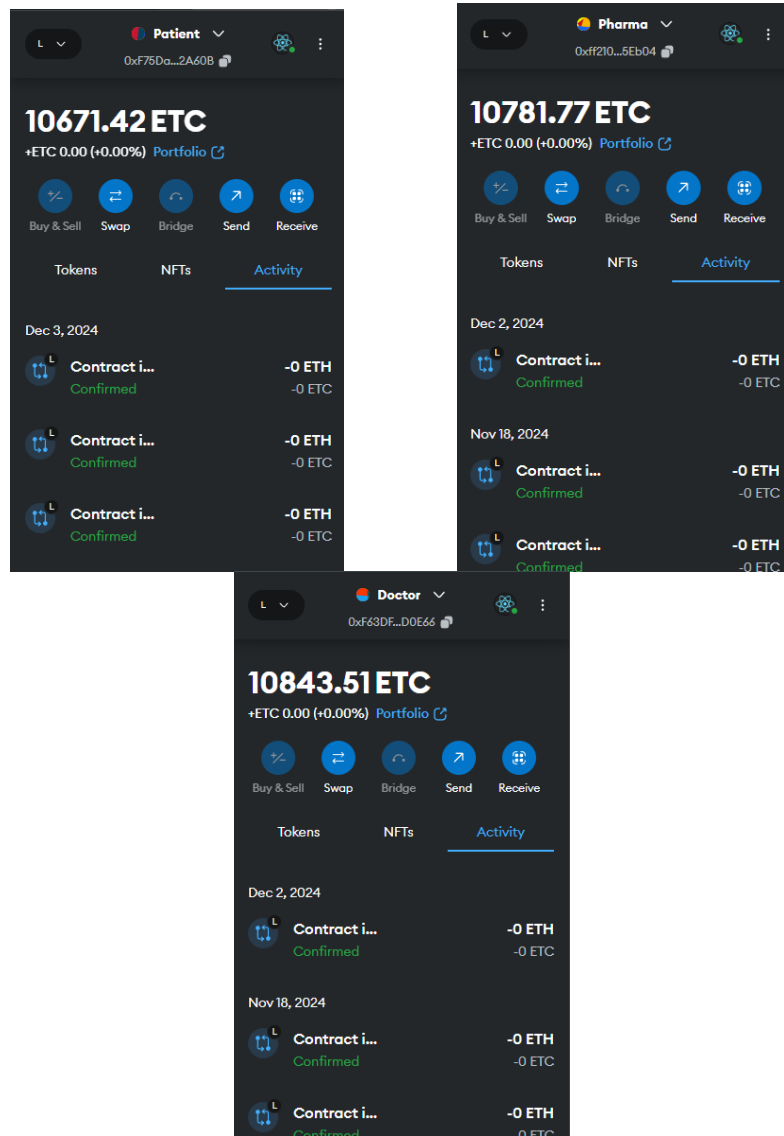 L
Patient
0xF75Da...2A60B
10671.42 ETC
+ETC 0.00 (+0.00%) Portfolio
Buy & Sell Swap Bridge Send Receive
Tokens NFTs Activity
Dec 3, 2024
L
Contract i... -0 ETH
Confirmed -0 ETC
L
Contract i... -0 ETH
Confirmed -0 ETC
L
Contract i... -0 ETH
Confirmed -0 ETC
L
Pharma
0xff210...5Eb04
10781.77 ETC
+ETC 0.00 (+0.00%) Portfolio
Buy & Sell Swap Bridge Send Receive
Tokens NFTs Activity
Dec 2, 2024
L
Contract i... -0 ETH
Confirmed -0 ETC
Nov 18, 2024
L
Contract i... -0 ETH
Confirmed -0 ETC
L
Contract i... -0 ETH
Confirmed -0 ETC
L
Doctor
0xF63DF...D0E66
10843.51 ETC
+ETC 0.00 (+0.00%) Portfolio
Buy & Sell Swap Bridge Send Receive
Tokens NFTs Activity
Dec 2, 2024
L
Contract i... -0 ETH
Confirmed -0 ETC
Nov 18, 2024
L
Contract i... -0 ETH
Confirmed -0 ETC
L
Contract i... -0 ETH
Confirmed -0 ETC